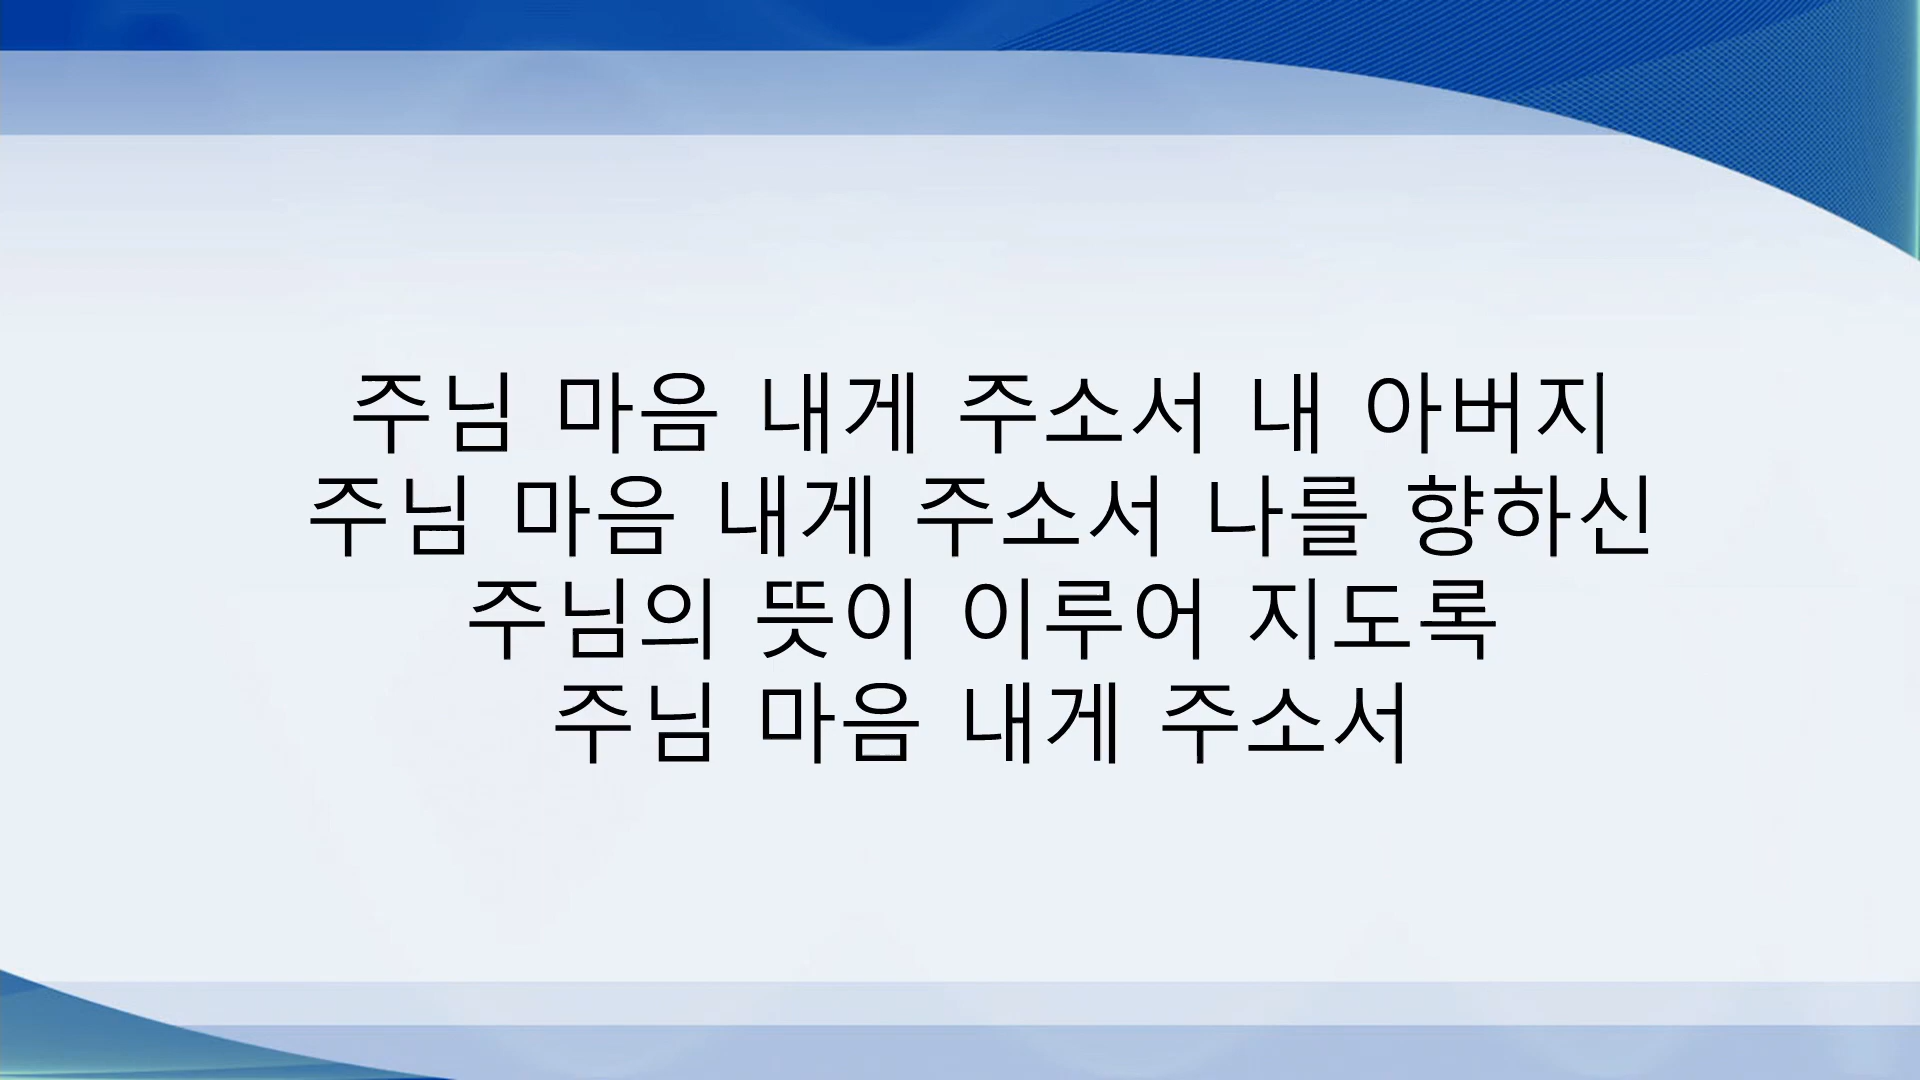 주님 마음 내게 주소서 내 아버지
주님 마음 내게 주소서 나를 향하신
주님의 뜻이 이루어 지도록
주님 마음 내게 주소서